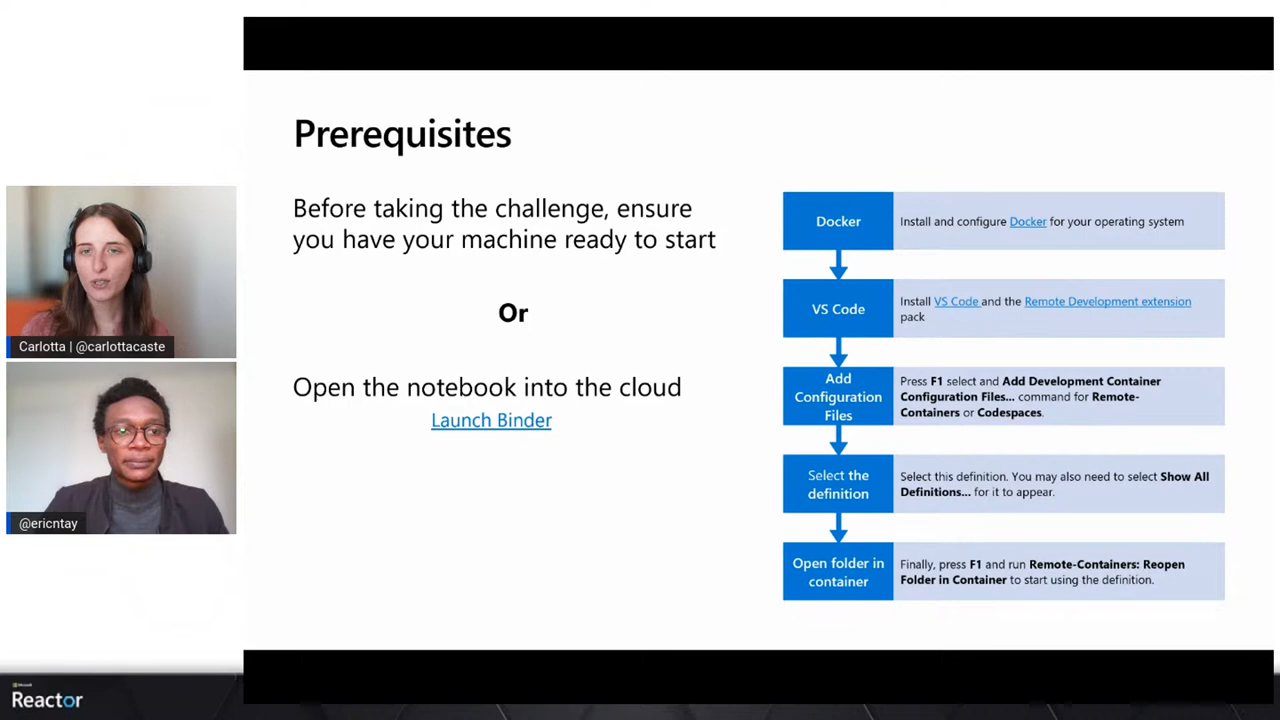 Prerequisites
Before taking the challenge, ensure
you have your machine ready to start
Or
Open the notebook into the cloud
Launch Binder
Docker
Install and configure Docker for your operating system
VS Code
Install VS Code and the Remote Development extension
pack
Add
Configuration
Files
Press F1 select and Add Development Container
Configuration Files... command for Remote-
Containers or Codespaces.
Select the
definition
Select this definition. You may also need to select Show All
Definitions... for it to appear.
Open folder in
container
Finally, press F1 and run Remote-Containers: Reopen
Folder in Container to start using the definition.
Carlotta | @carlottacaste
@ericntay
Microsoft
Reactor